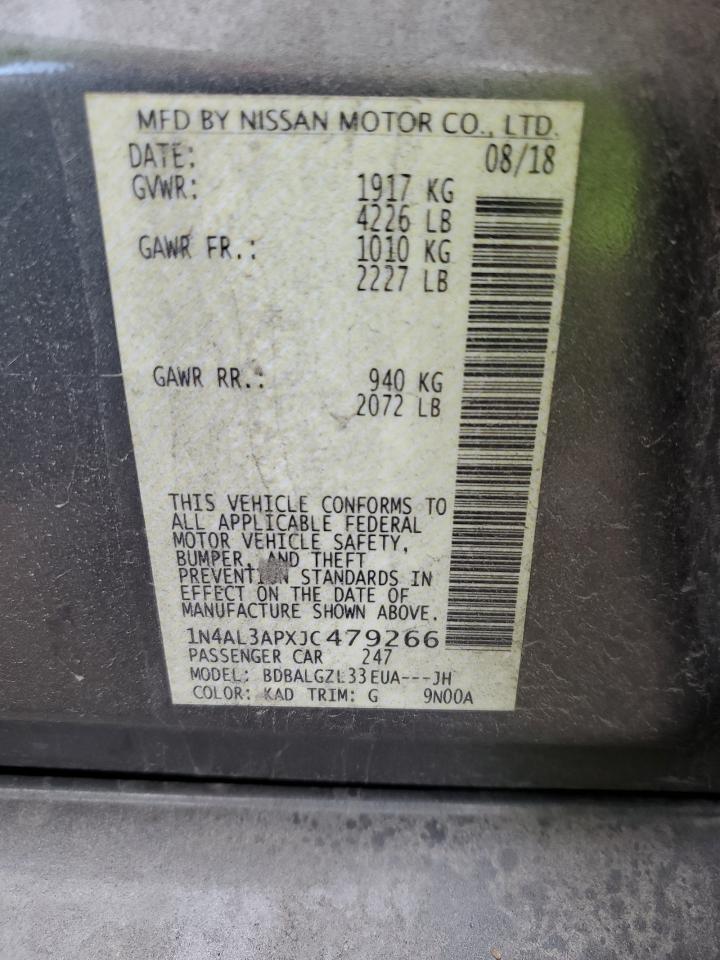 MFD BY NISSAN MOTOR CO., LTD.
DATE: 08/18
GVWR: 1917 KG
4226 LB
GAWR FR.: 1010 KG
2227 LB
GAWR RR.: 940 KG
2072 LB
THIS VEHICLE CONFORMS TO
ALL APPLICABLE FEDERAL
MOTOR VEHICLE SAFETY,
BUMPER, AND THEFT
PREVENTION STANDARDS IN
EFFECT ON THE DATE OF
MANUFACTURE SHOWN ABOVE.
1N4AL3APXJC479266
PASSENGER CAR 247
MODEL: BDBALGZL33EUA---JH
COLOR: KAD TRIM: G 9N00A